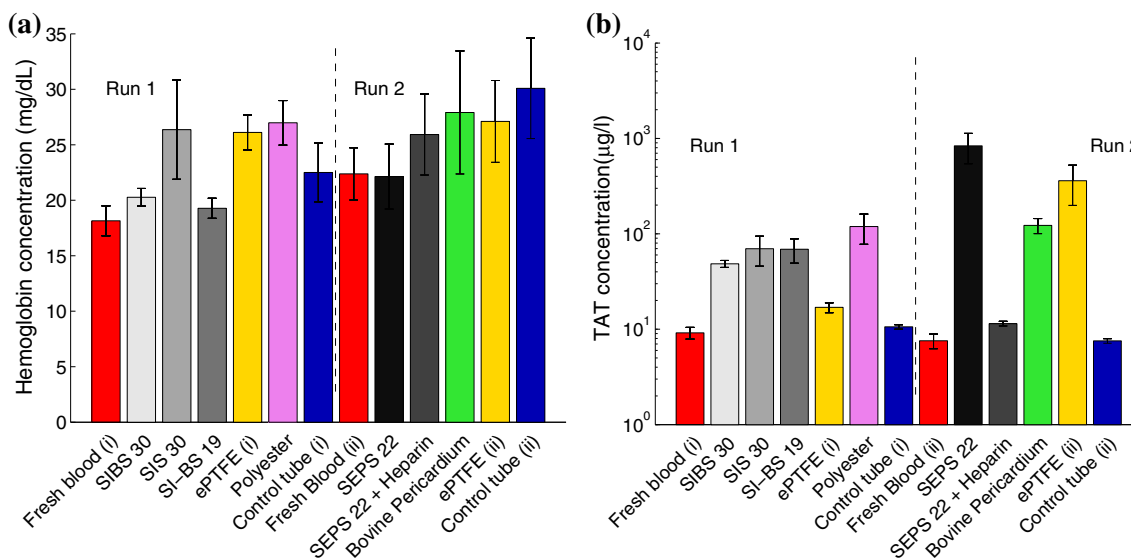 (a)
Hemoglobin concentration (mg/dL)
35
30
25
20
15
10
5
0
Run 1
Run 2
Fresh blood (i)
SIBS 30
SIS 30
SI−BS 19
ePTFE (i)
Polyester
Control tube (i)
Fresh Blood (ii)
SEPS 22
SEPS 22 + Heparin
Bovine Pericardium
ePTFE (ii)
Control tube (ii)
(b)
TAT concentration(μg/l)
10^4
10^3
10^2
10^1
10^0
Run 1
Run 2
Fresh blood (i)
SIBS 30
SIS 30
SI−BS 19
ePTFE (i)
Polyester
Control tube (i)
Fresh Blood (ii)
SEPS 22
SEPS 22 + Heparin
Bovine Pericardium
ePTFE (ii)
Control tube (ii)